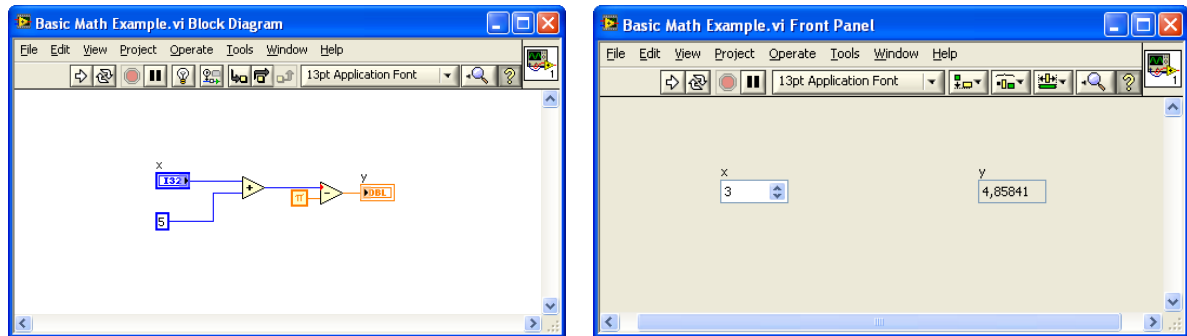 Basic Math Example.vi Block Diagram
File Edit View Project Operate Tools Window Help
13pt Application Font
1
x
I32
+
5
π
-
y
DBL
Basic Math Example.vi Front Panel
File Edit View Project Operate Tools Window Help
13pt Application Font
1
x
3
y
4,85841